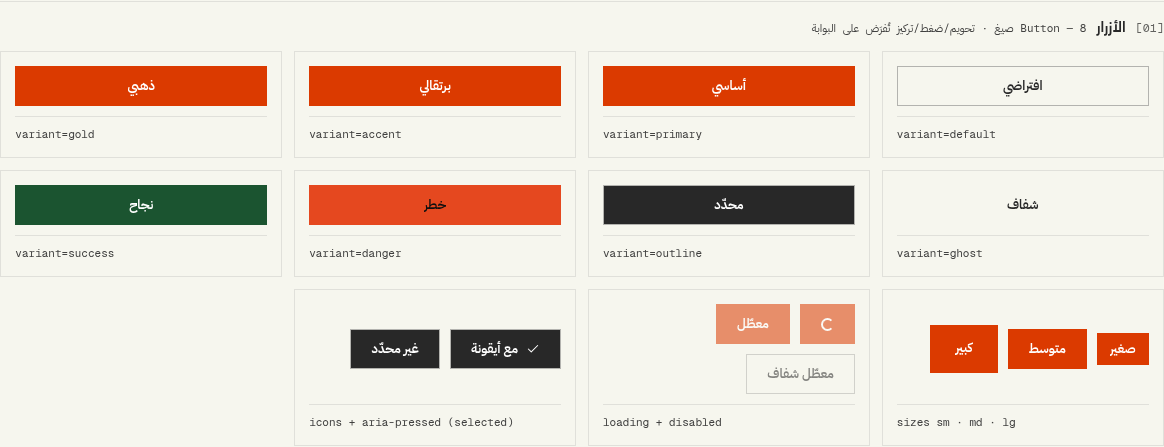 [01] الأزرار Button — 8 صيغ · تحويم/ضغط/تركيز تُفرَض على البوابة
افتراضي
variant=default
أساسي
variant=primary
برتقالي
variant=accent
ذهبي
variant=gold
شفاف
variant=ghost
محدّد
variant=outline
خطر
variant=danger
نجاح
variant=success
صغير
متوسط
كبير
sizes sm · md · lg
معطّل
معطّل شفاف
loading + disabled
مع أيقونة
غير محدّد
icons + aria-pressed (selected)